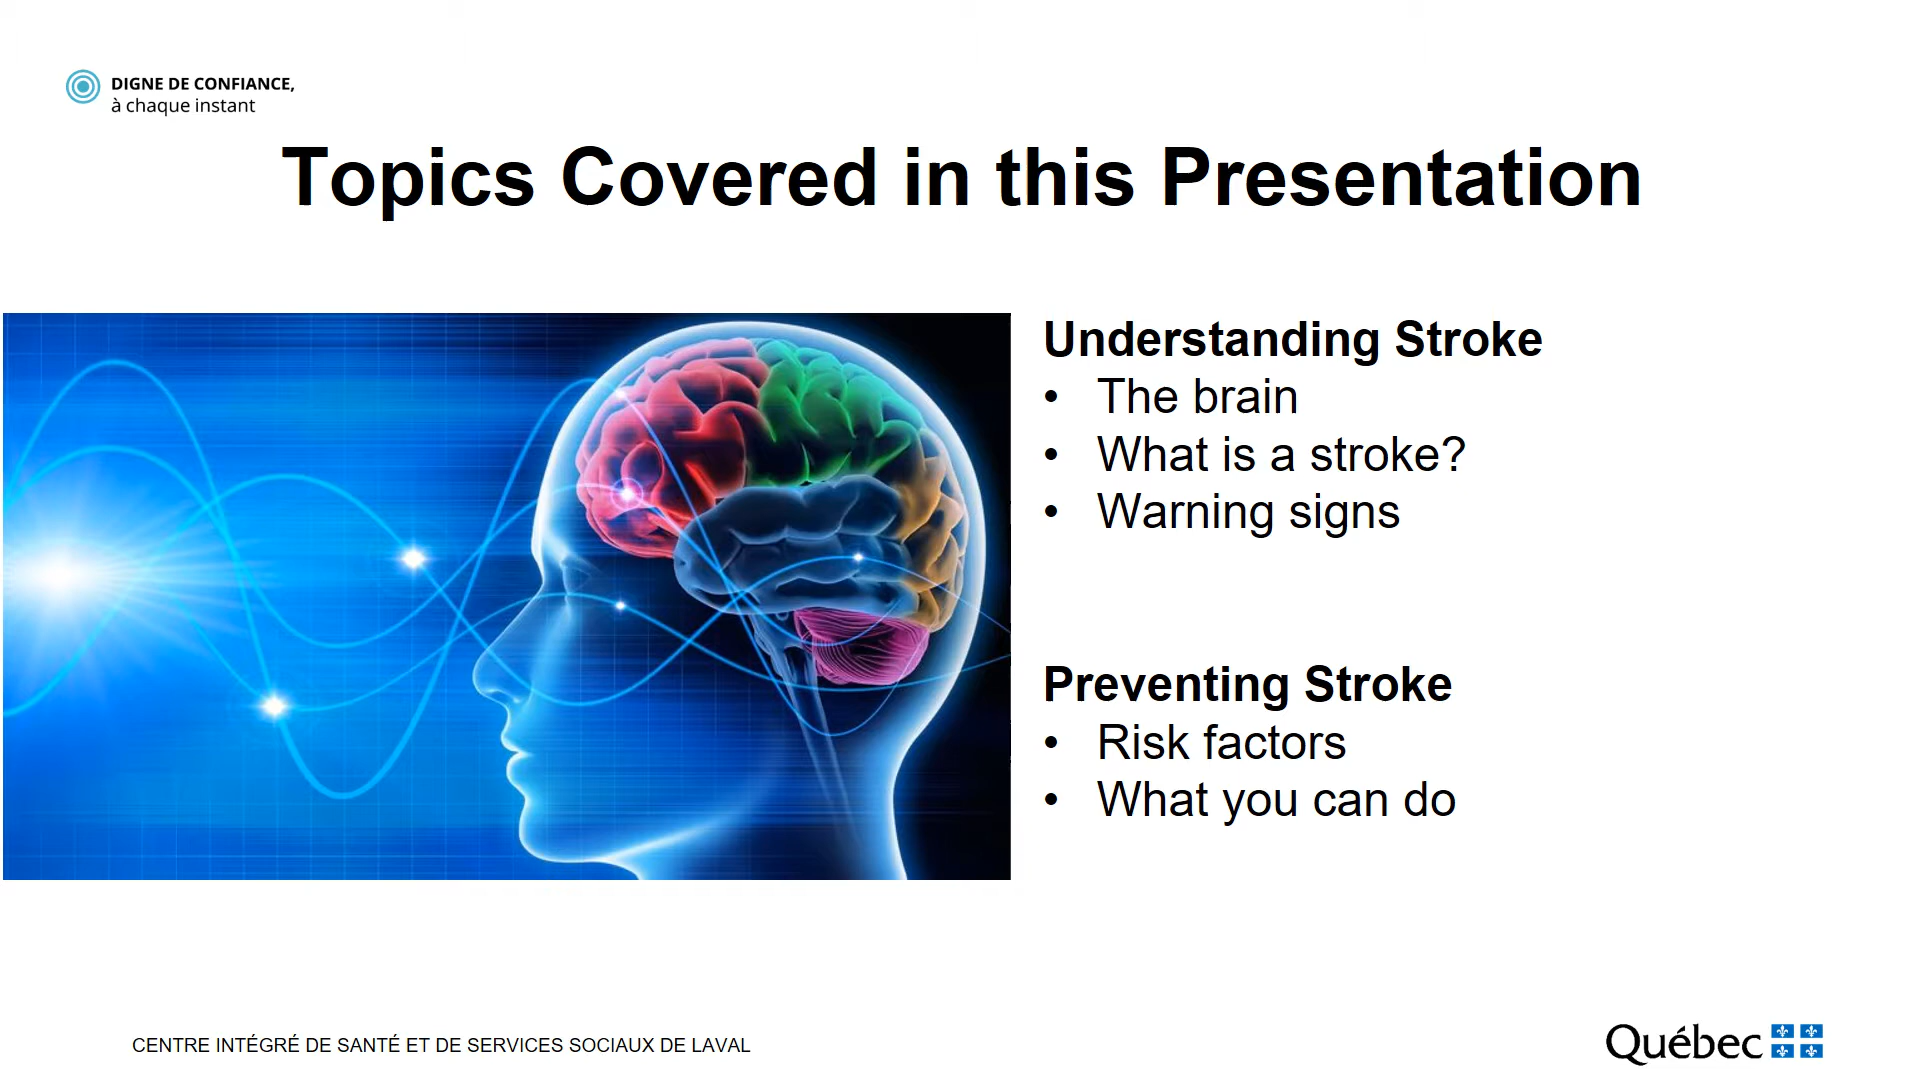 DIGNE DE CONFIANCE,
à chaque instant
Topics Covered in this Presentation
Understanding Stroke
• The brain
• What is a stroke?
• Warning signs
Preventing Stroke
• Risk factors
• What you can do
CENTRE INTÉGRÉ DE SANTÉ ET DE SERVICES SOCIAUX DE LAVAL
Québec